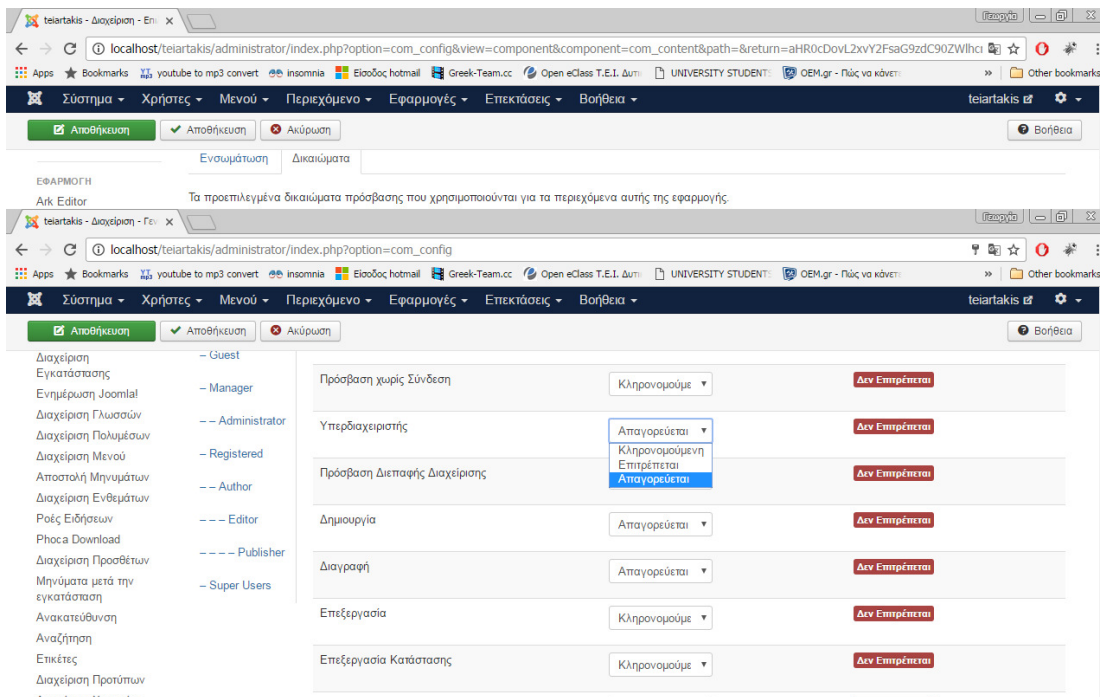 teiartakis - Διαχείριση - Επι
Γεωργία
localhost/teiartakis/administrator/index.php?option=com_config&view=component&component=com_content&path=&return=aHR0cDovL2xvY2FsaG9zdC90ZWlhci
Apps Bookmarks youtube to mp3 convert insomnia Είσοδος hotmail Greek-Team.cc Open eClass Τ.Ε.Ι. Δυτι UNIVERSITY STUDENTS OEM.gr - Πώς να κάνετε » Other bookmarks
Σύστημα Χρήστες Μενού Περιεχόμενο Εφαρμογές Επεκτάσεις Βοήθεια teiartakis
Αποθήκευση Αποθήκευση Ακύρωση Βοήθεια
Ενσωμάτωση Δικαιώματα
ΕΦΑΡΜΟΓΗ
Ark Editor
Τα προεπιλεγμένα δικαιώματα πρόσβασης που χρησιμοποιούνται για τα περιεχόμενα αυτής της εφαρμογής.
teiartakis - Διαχείριση - Γεν
Γεωργία
localhost/teiartakis/administrator/index.php?option=com_config
Apps Bookmarks youtube to mp3 convert insomnia Είσοδος hotmail Greek-Team.cc Open eClass Τ.Ε.Ι. Δυτι UNIVERSITY STUDENTS OEM.gr - Πώς να κάνετε » Other bookmarks
Σύστημα Χρήστες Μενού Περιεχόμενο Εφαρμογές Επεκτάσεις Βοήθεια teiartakis
Αποθήκευση Αποθήκευση Ακύρωση Βοήθεια
Διαχείριση
Εγκατάστασης
Ενημέρωση Joomla!
Διαχείριση Γλωσσών
Διαχείριση Πολυμέσων
Διαχείριση Μενού
Αποστολή Μηνυμάτων
Διαχείριση Ενθεμάτων
Ροές Ειδήσεων
Phoca Download
Διαχείριση Προσθέτων
Μηνύματα μετά την
εγκατάσταση
Ανακατεύθυνση
Αναζήτηση
Ετικέτες
Διαχείριση Προτύπων
– Guest
– Manager
– – Administrator
– Registered
– – Author
– – – Editor
– – – – Publisher
– Super Users
Πρόσβαση χωρίς Σύνδεση Κληρονομούμε Δεν Επιτρέπεται
Υπερδιαχειριστής Απαγορεύεται Δεν Επιτρέπεται
Κληρονομούμενη
Επιτρέπεται
Απαγορεύεται
Πρόσβαση Διεπαφής Διαχείρισης Δεν Επιτρέπεται
Δημιουργία Απαγορεύεται Δεν Επιτρέπεται
Διαγραφή Απαγορεύεται Δεν Επιτρέπεται
Επεξεργασία Κληρονομούμε Δεν Επιτρέπεται
Επεξεργασία Κατάστασης Κληρονομούμε Δεν Επιτρέπεται